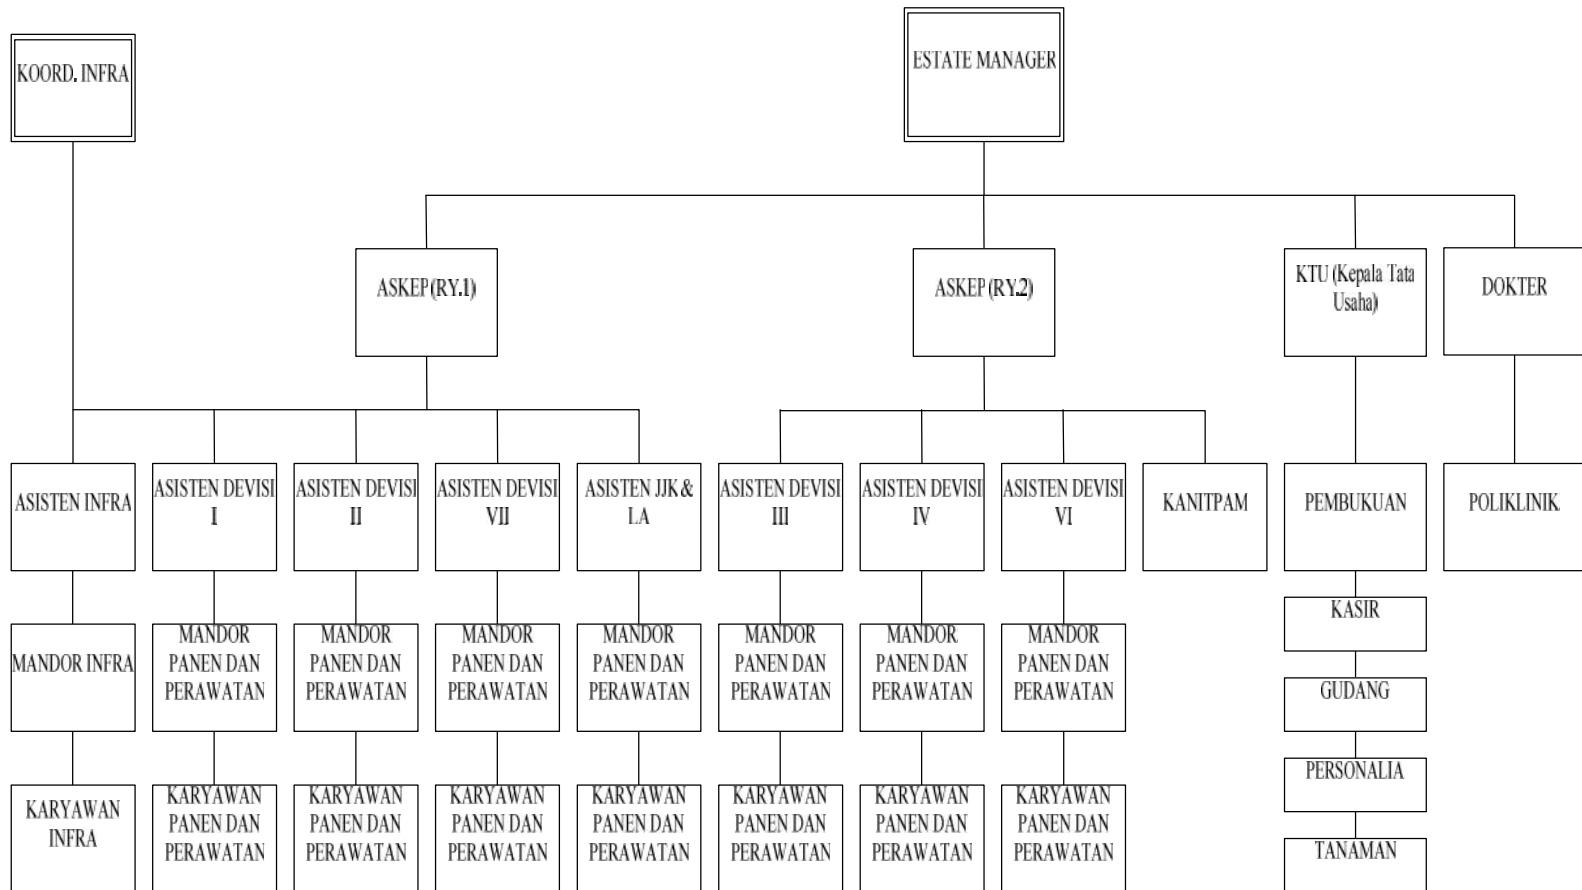 KOORD. INFRA
ESTATE MANAGER
ASKEP (RY.1)
ASKEP (RY.2)
KTU (Kepala Tata
Usaha)
DOKTER
ASISTEN INFRA
ASISTEN DEVISI
I
ASISTEN DEVISI
II
ASISTEN DEVISI
VII
ASISTEN JJK &
LA
ASISTEN DEVISI
III
ASISTEN DEVISI
IV
ASISTEN DEVISI
VI
KANITPAM
PEMBUKUAN
POLIKLINIK
MANDOR INFRA
MANDOR
PANEN DAN
PERAWATAN
MANDOR
PANEN DAN
PERAWATAN
MANDOR
PANEN DAN
PERAWATAN
MANDOR
PANEN DAN
PERAWATAN
MANDOR
PANEN DAN
PERAWATAN
MANDOR
PANEN DAN
PERAWATAN
MANDOR
PANEN DAN
PERAWATAN
KASIR
GUDANG
PERSONALIA
TANAMAN
KARYAWAN
INFRA
KARYAWAN
PANEN DAN
PERAWATAN
KARYAWAN
PANEN DAN
PERAWATAN
KARYAWAN
PANEN DAN
PERAWATAN
KARYAWAN
PANEN DAN
PERAWATAN
KARYAWAN
PANEN DAN
PERAWATAN
KARYAWAN
PANEN DAN
PERAWATAN
KARYAWAN
PANEN DAN
PERAWATAN